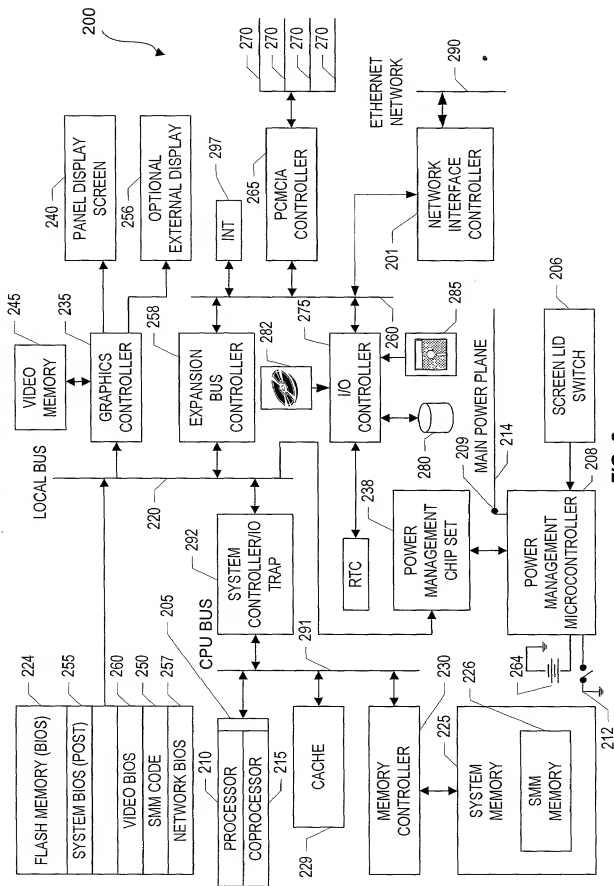 200
FLASH MEMORY (BIOS)
SYSTEM BIOS (POST)
VIDEO BIOS
SMM CODE
NETWORK BIOS
224
255
260
250
257
LOCAL BUS
220
VIDEO
MEMORY
245
GRAPHICS
CONTROLLER
235
PANEL DISPLAY
SCREEN
240
OPTIONAL
EXTERNAL DISPLAY
256
PROCESSOR
COPROCESSOR
210
215
205
CPU BUS
291
SYSTEM
CONTROLLER/IO
TRAP
292
EXPANSION
BUS
CONTROLLER
258
INT
297
PCMCIA
CONTROLLER
265
270
270
270
270
CACHE
229
RTC
282
I/O
CONTROLLER
275
260
280
285
NETWORK
INTERFACE
CONTROLLER
201
ETHERNET
NETWORK
290
MEMORY
CONTROLLER
230
POWER
MANAGEMENT
CHIP SET
238
MAIN POWER PLANE
209
214
SYSTEM
MEMORY
SMM
MEMORY
225
226
264
212
POWER
MANAGEMENT
MICROCONTROLLER
208
SCREEN LID
SWITCH
206